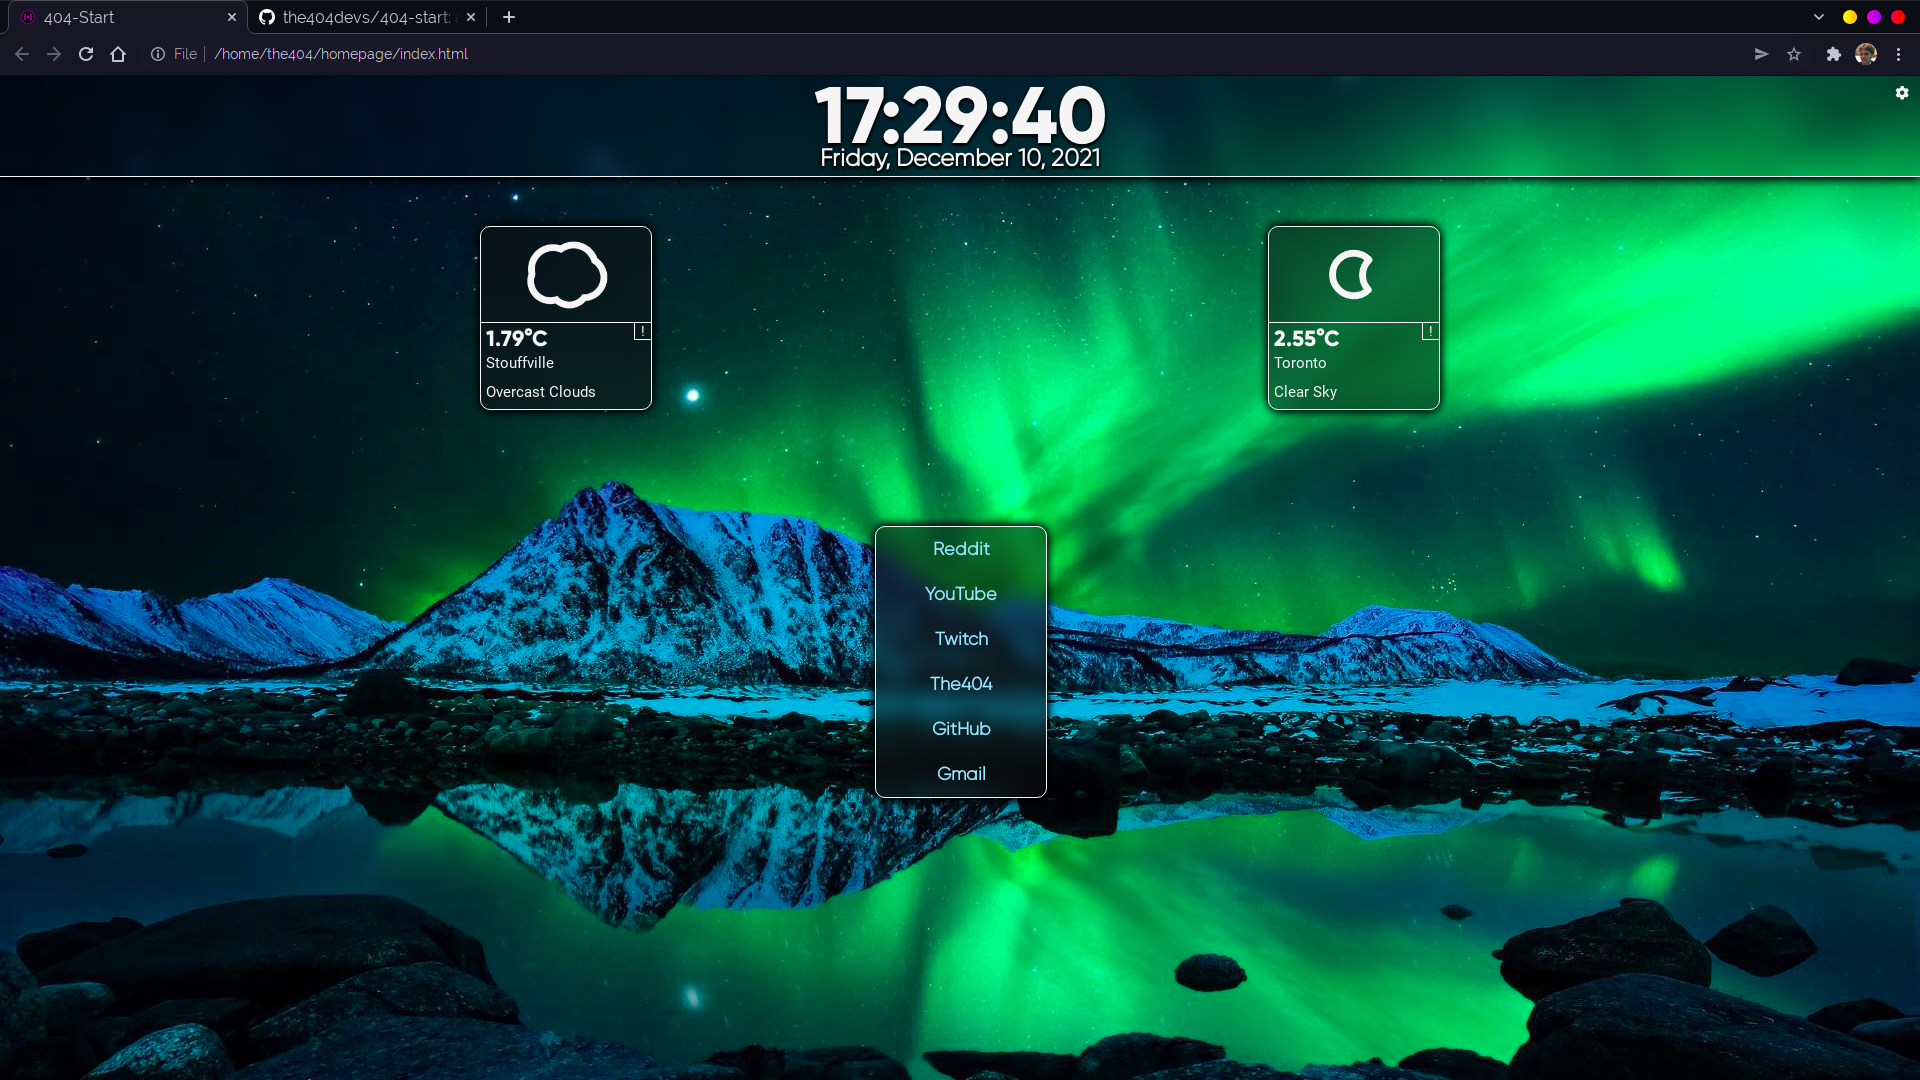 404-Start
the404devs/404-start:
File
/home/the404/homepage/index.html
17:29:40
Friday, December 10, 2021
1.79°C
!
Stouffville
Overcast Clouds
2.55°C
!
Toronto
Clear Sky
Reddit
YouTube
Twitch
The404
GitHub
Gmail